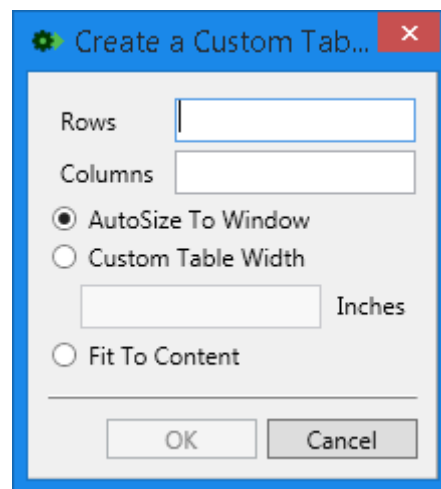 Create a Custom Tab...
Rows
Columns
AutoSize To Window
Custom Table Width
Inches
Fit To Content
OK
Cancel